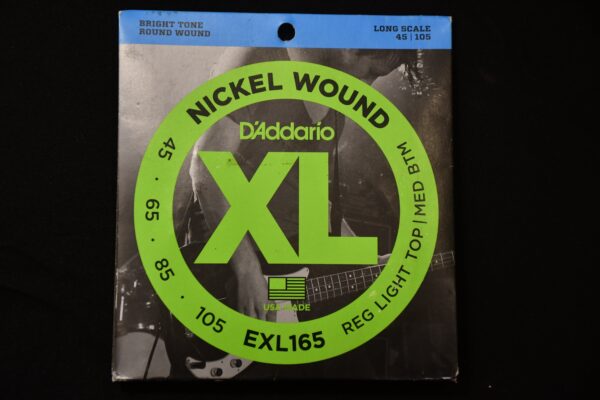 BRIGHT TONE
ROUND WOUND
LONG SCALE
45 | 105
NICKEL WOUND
D'Addario
XL
USA MADE
45 • 65 • 85 • 105
EXL165
REG LIGHT TOP | MED BTM